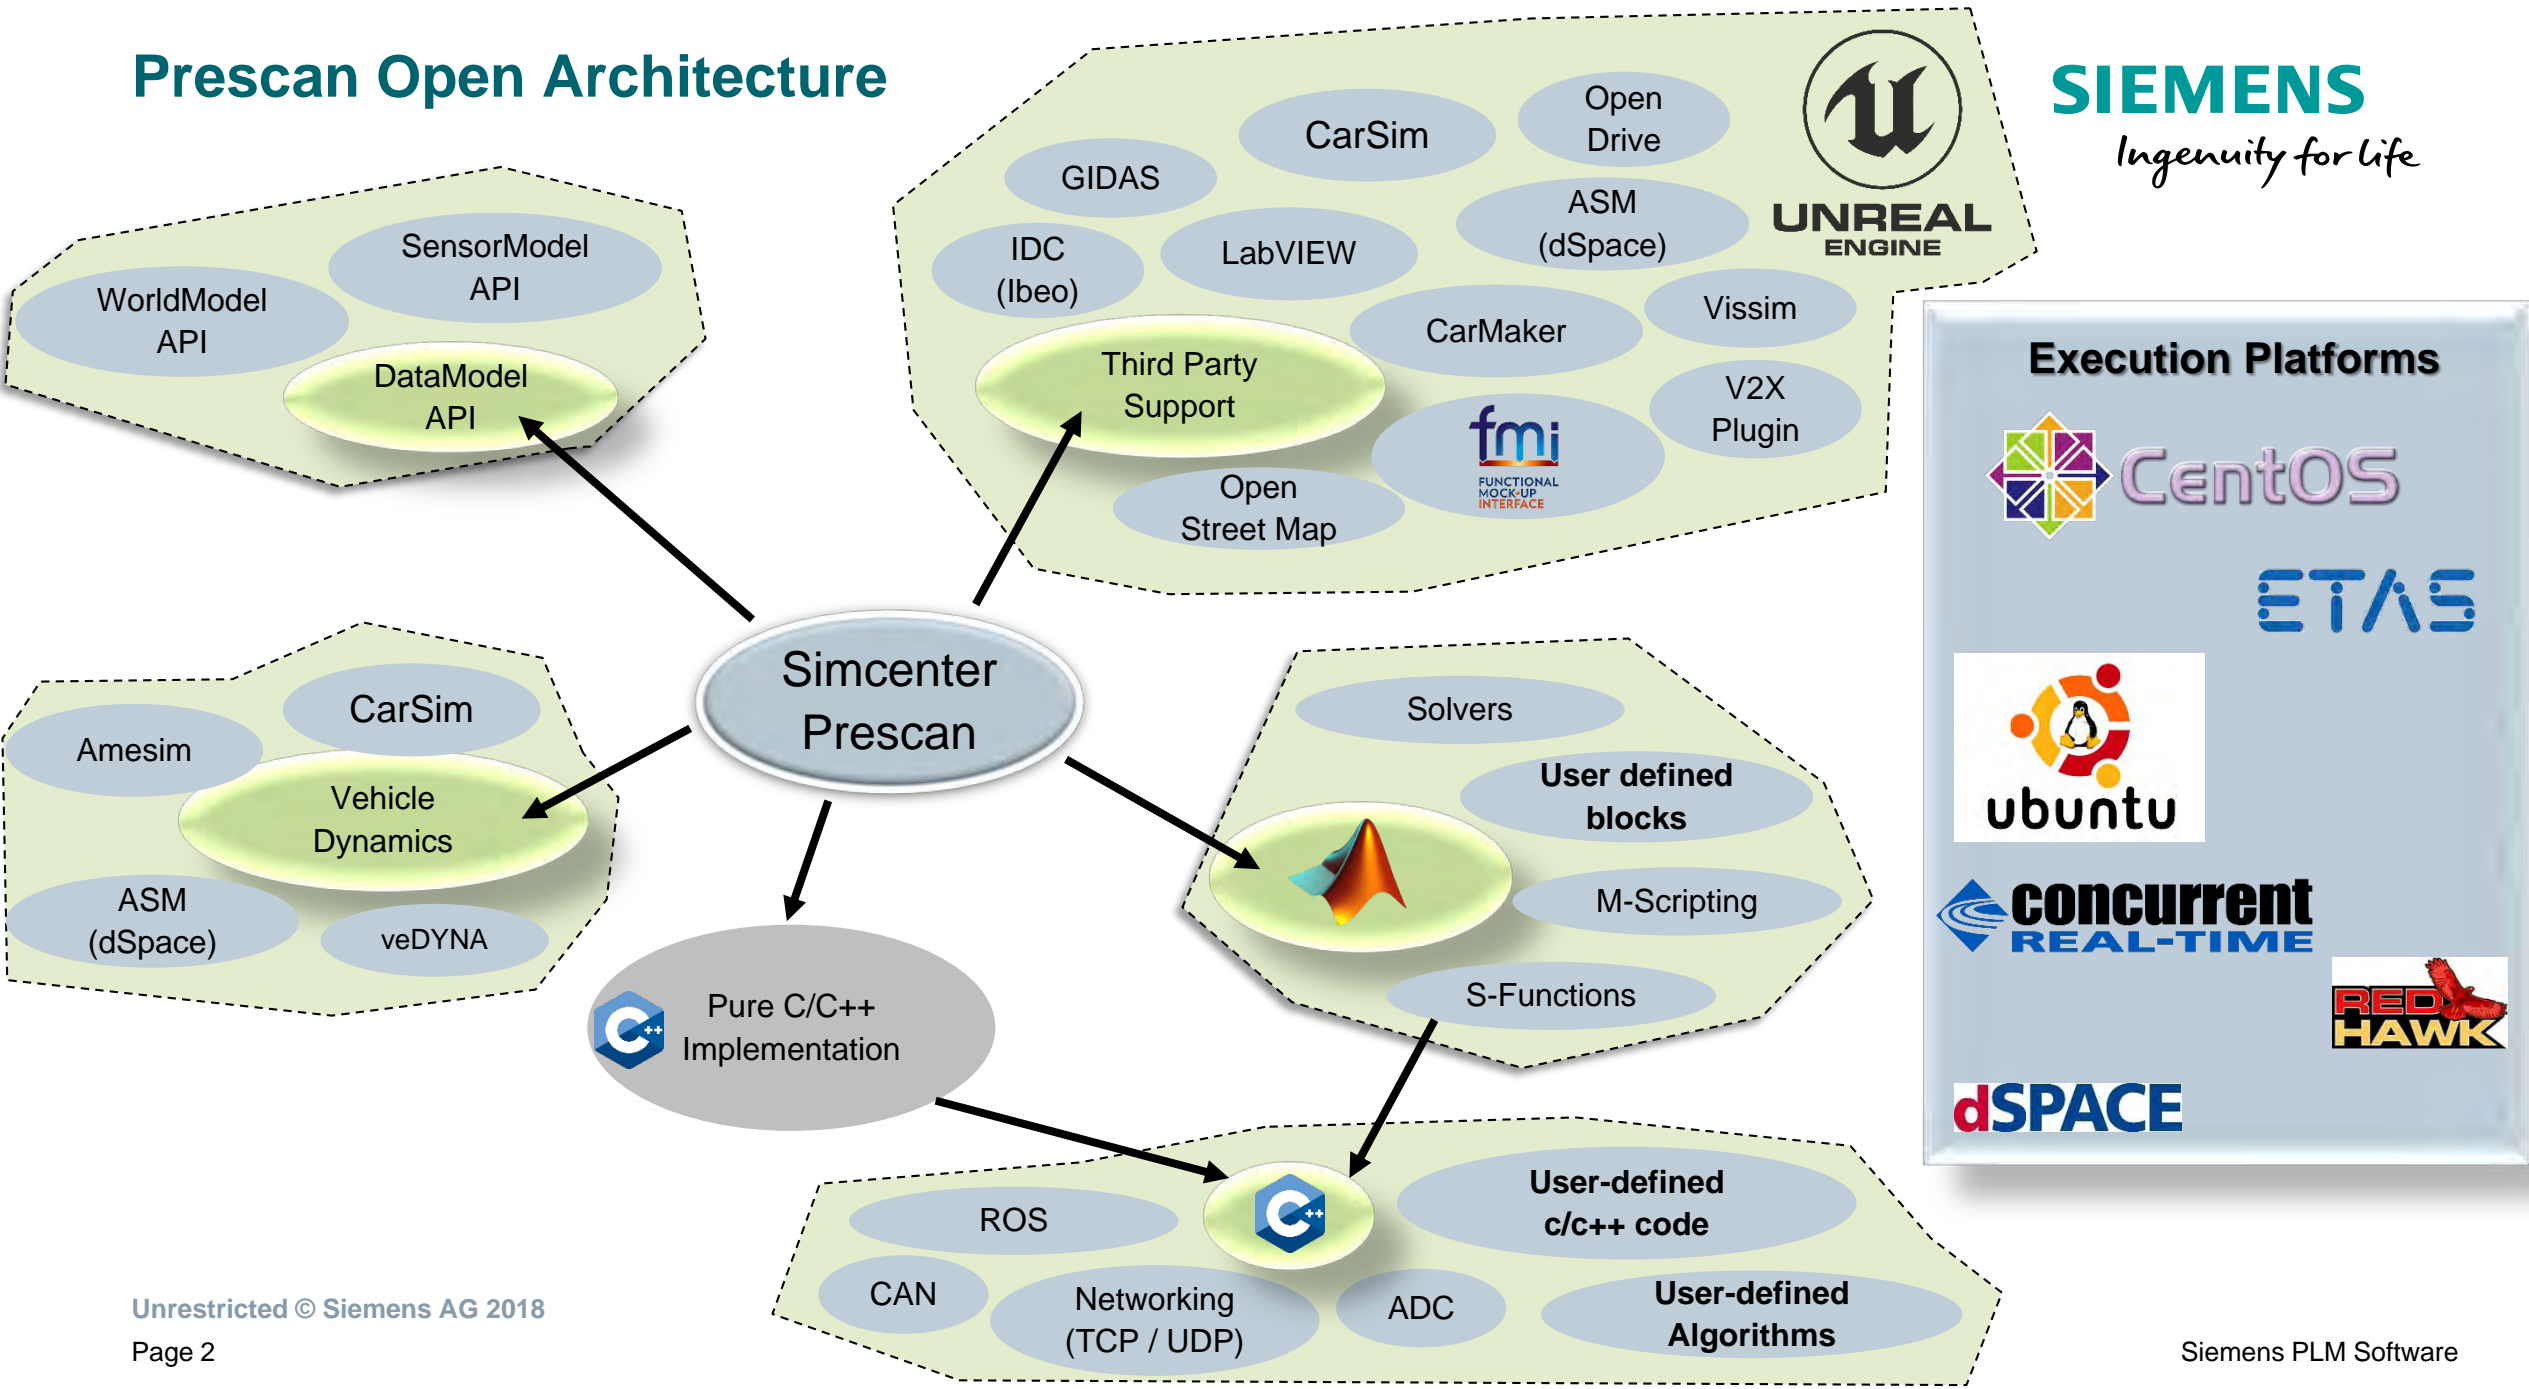 Prescan Open Architecture
SIEMENS
Ingenuity for life
SensorModel
API
WorldModel
API
DataModel
API
CarSim
Open
Drive
GIDAS
ASM
(dSpace)
UNREAL
ENGINE
IDC
(Ibeo)
LabVIEW
CarMaker
Vissim
Third Party
Support
V2X
Plugin
fmi
FUNCTIONAL
MOCK-UP
INTERFACE
Open
Street Map
Execution Platforms
CentOS
ETAS
ubuntu
concurrent
REAL-TIME
RED
HAWK
dSPACE
Simcenter
Prescan
CarSim
Amesim
Vehicle
Dynamics
ASM
(dSpace)
veDYNA
Solvers
User defined
blocks
M-Scripting
S-Functions
C++
Pure C/C++
Implementation
C++
ROS
User-defined
c/c++ code
CAN
Networking
(TCP / UDP)
ADC
User-defined
Algorithms
Unrestricted © Siemens AG 2018
Page 2
Siemens PLM Software